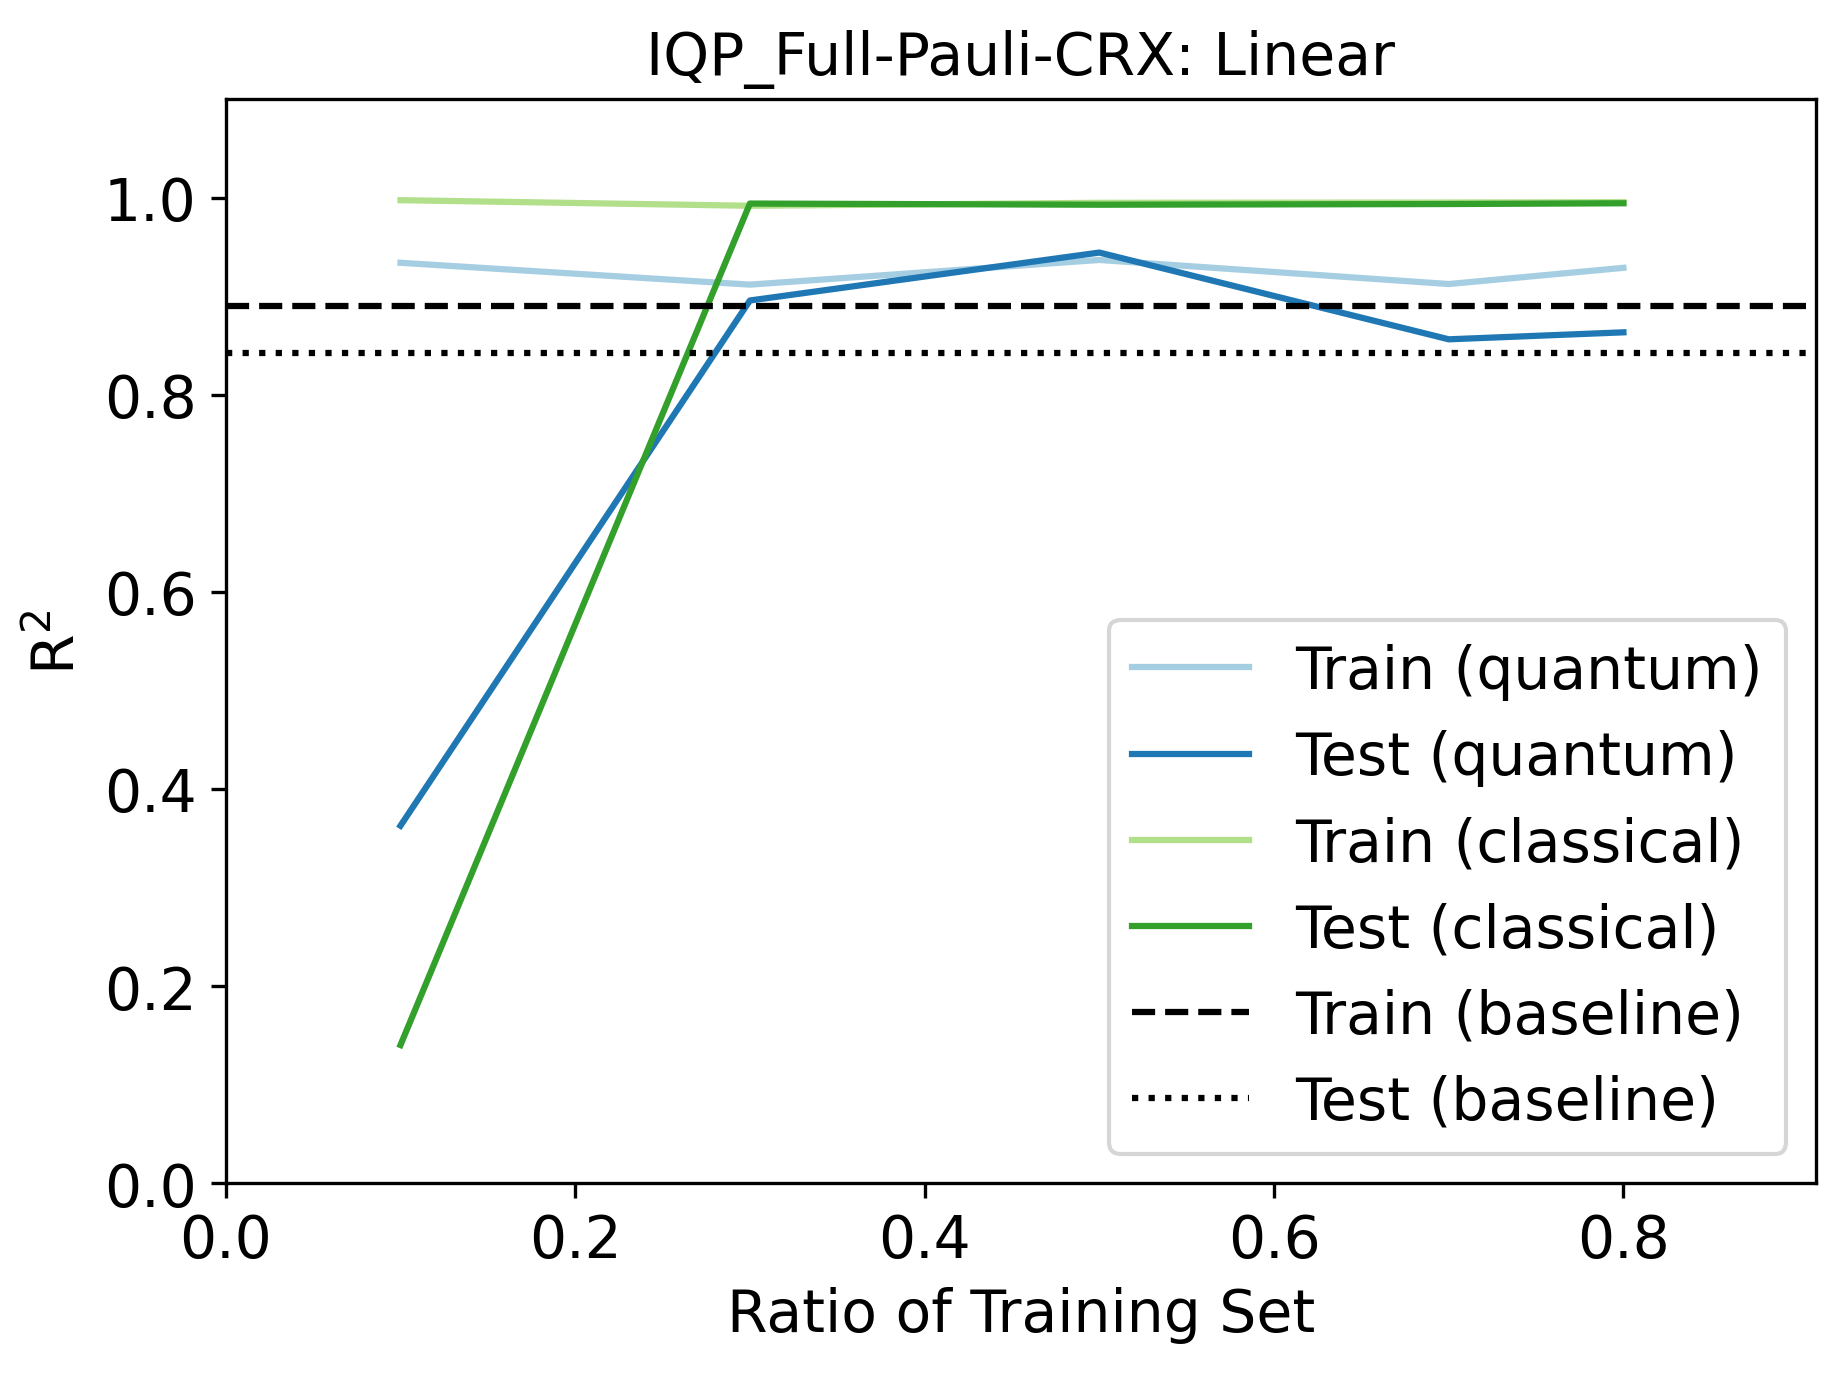 IQP_Full-Pauli-CRX: Linear
1.0
0.8
0.6
0.4
0.2
0.0
R²
Train (quantum)
Test (quantum)
Train (classical)
Test (classical)
Train (baseline)
Test (baseline)
0.0 0.2 0.4 0.6 0.8
Ratio of Training Set